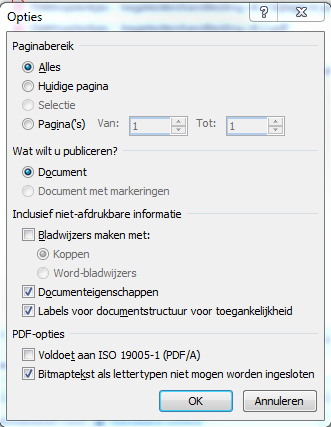 Opties
Paginabereik
Alles
Huidige pagina
Selectie
Pagina('s) Van: 1 Tot: 1
Wat wilt u publiceren?
Document
Document met markeringen
Inclusief niet-afdrukbare informatie
Bladwijzers maken met:
Koppen
Word-bladwijzers
Documenteigenschappen
Labels voor documentstructuur voor toegankelijkheid
PDF-opties
Voldoet aan ISO 19005-1 (PDF/A)
Bitmaptekst als lettertypen niet mogen worden ingesloten
OK Annuleren